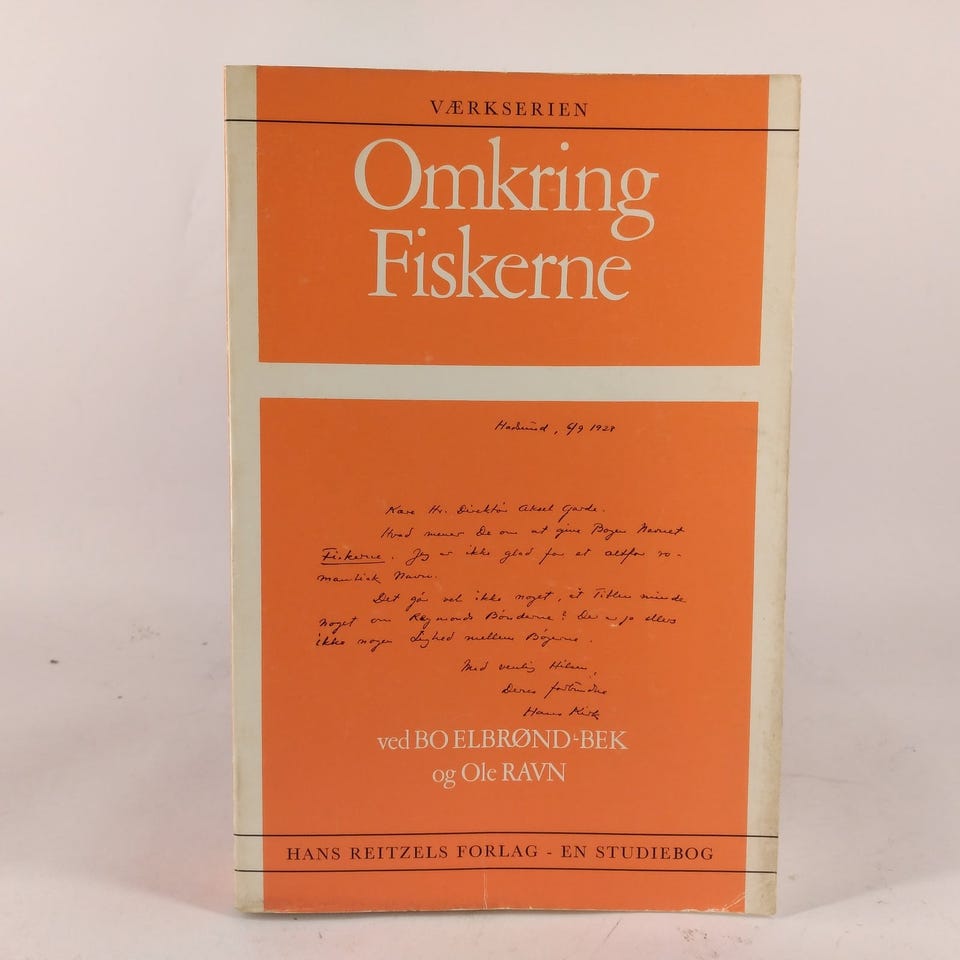 VÆRKSERIEN
Omkring
Fiskerne
Hadsund, 6/9 1928
Kære Hr. Direktør Aksel Garde.
Hvad mener De om at give Bogen Navnet
Fiskerne. Jeg er ikke glad for et altfor ro-
mantisk Navn.
Det gør vel ikke noget, at Titlen minder
noget om Reymonts Bønderne? Der er jo ellers
ikke nogen Lighed mellem Bøgerne.
Med venlig Hilsen,
Deres forbundne
Hans Kirk
ved BO ELBRØND-BEK
og Ole RAVN
HANS REITZELS FORLAG - EN STUDIEBOG